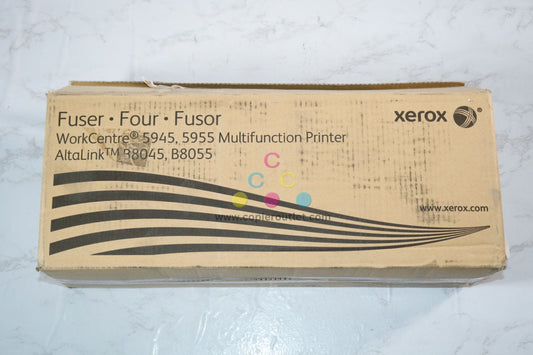 Fuser • Four • Fusor
xerox
WorkCentre® 5945, 5955 Multifunction Printer
AltaLink™ B8045, B8055
C
C C
www.copieroutlet.com
www.xerox.com